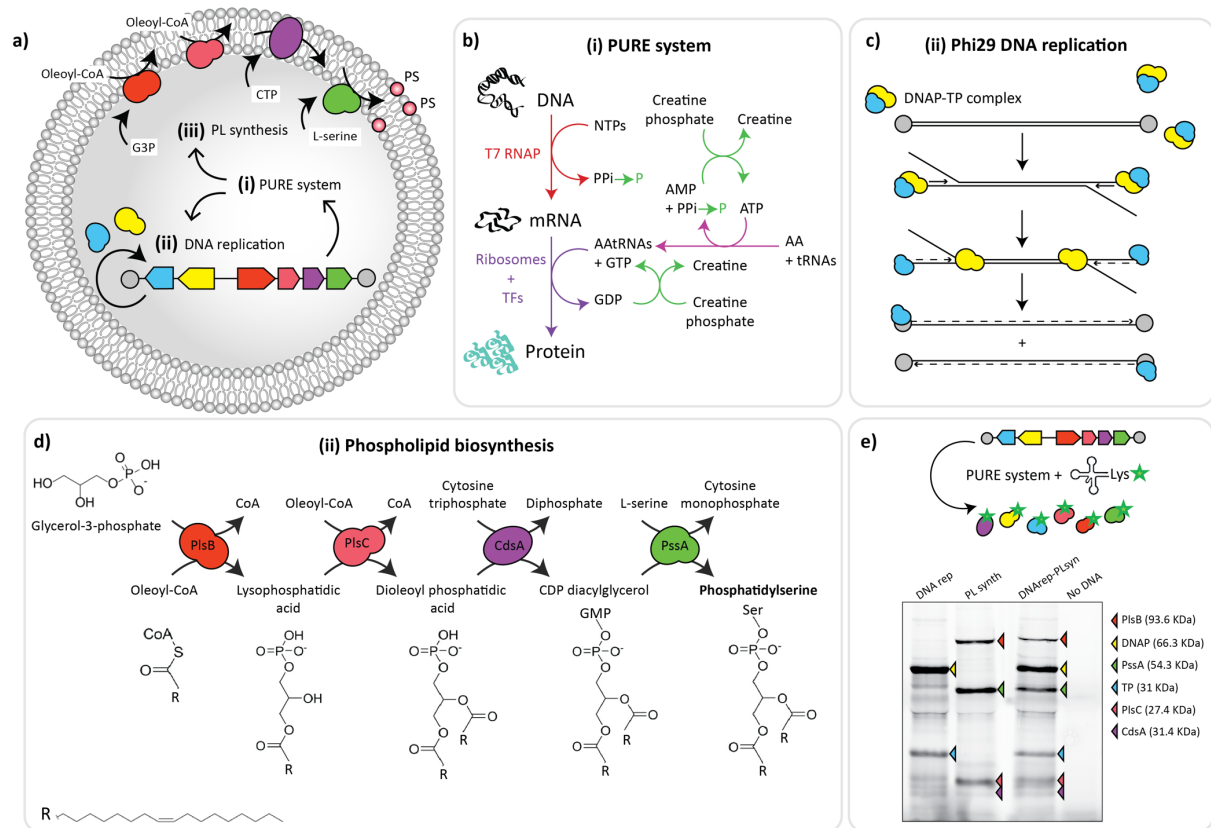 a)
Oleoyl-CoA
Oleoyl-CoA
G3P
CTP
L-serine
PS
PS
(iii) PL synthesis
(i) PURE system
(ii) DNA replication
b)
(i) PURE system
DNA
T7 RNAP
NTPs
PPi
P
mRNA
Ribosomes
+
TFs
Protein
Creatine
phosphate
Creatine
AMP
+ PPi
P
ATP
AAtRNAs
+ GTP
AA
+ tRNAs
GDP
Creatine
Creatine
phosphate
c)
(ii) Phi29 DNA replication
DNAP-TP complex
+
d)
(ii) Phospholipid biosynthesis
HO
OH
O
P
O
OH
O-
Glycerol-3-phosphate
CoA
Oleoyl-CoA
CoA
Cytosine
triphosphate
Diphosphate
L-serine
Cytosine
monophosphate
PlsB
PlsC
CdsA
PssA
Oleoyl-CoA
Lysophosphatidic
acid
Dioleoyl phosphatidic
acid
CDP diacylglycerol
Phosphatidylserine
CoA
S
O
R
OH
O=P-O-
O
OH
O
O
R
OH
O=P-O-
O
O
O
O
R
O
R
GMP
O
O=P-O-
O
O
O
O
R
O
R
Ser
O
O=P-O-
O
O
O
O
R
O
R
R
e)
PURE system +
Lys
DNA rep
PL synth
DNArep-PLsyn
No DNA
PlsB (93.6 KDa)
DNAP (66.3 KDa)
PssA (54.3 KDa)
TP (31 KDa)
PlsC (27.4 KDa)
CdsA (31.4 KDa)